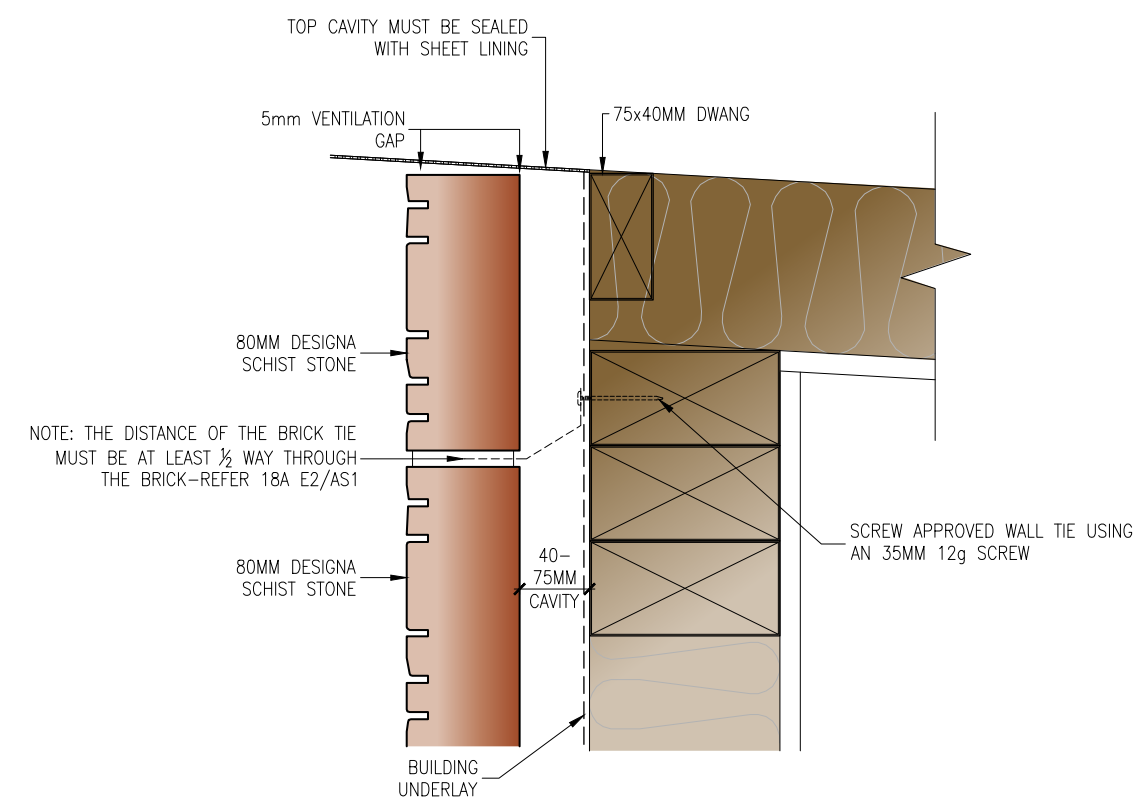 TOP CAVITY MUST BE SEALED
WITH SHEET LINING
5mm VENTILATION
GAP
75x40MM DWANG
80MM DESIGNA
SCHIST STONE
NOTE: THE DISTANCE OF THE BRICK TIE
MUST BE AT LEAST ½ WAY THROUGH
THE BRICK-REFER 18A E2/AS1
SCREW APPROVED WALL TIE USING
AN 35MM 12g SCREW
40-
75MM
CAVITY
80MM DESIGNA
SCHIST STONE
BUILDING
UNDERLAY